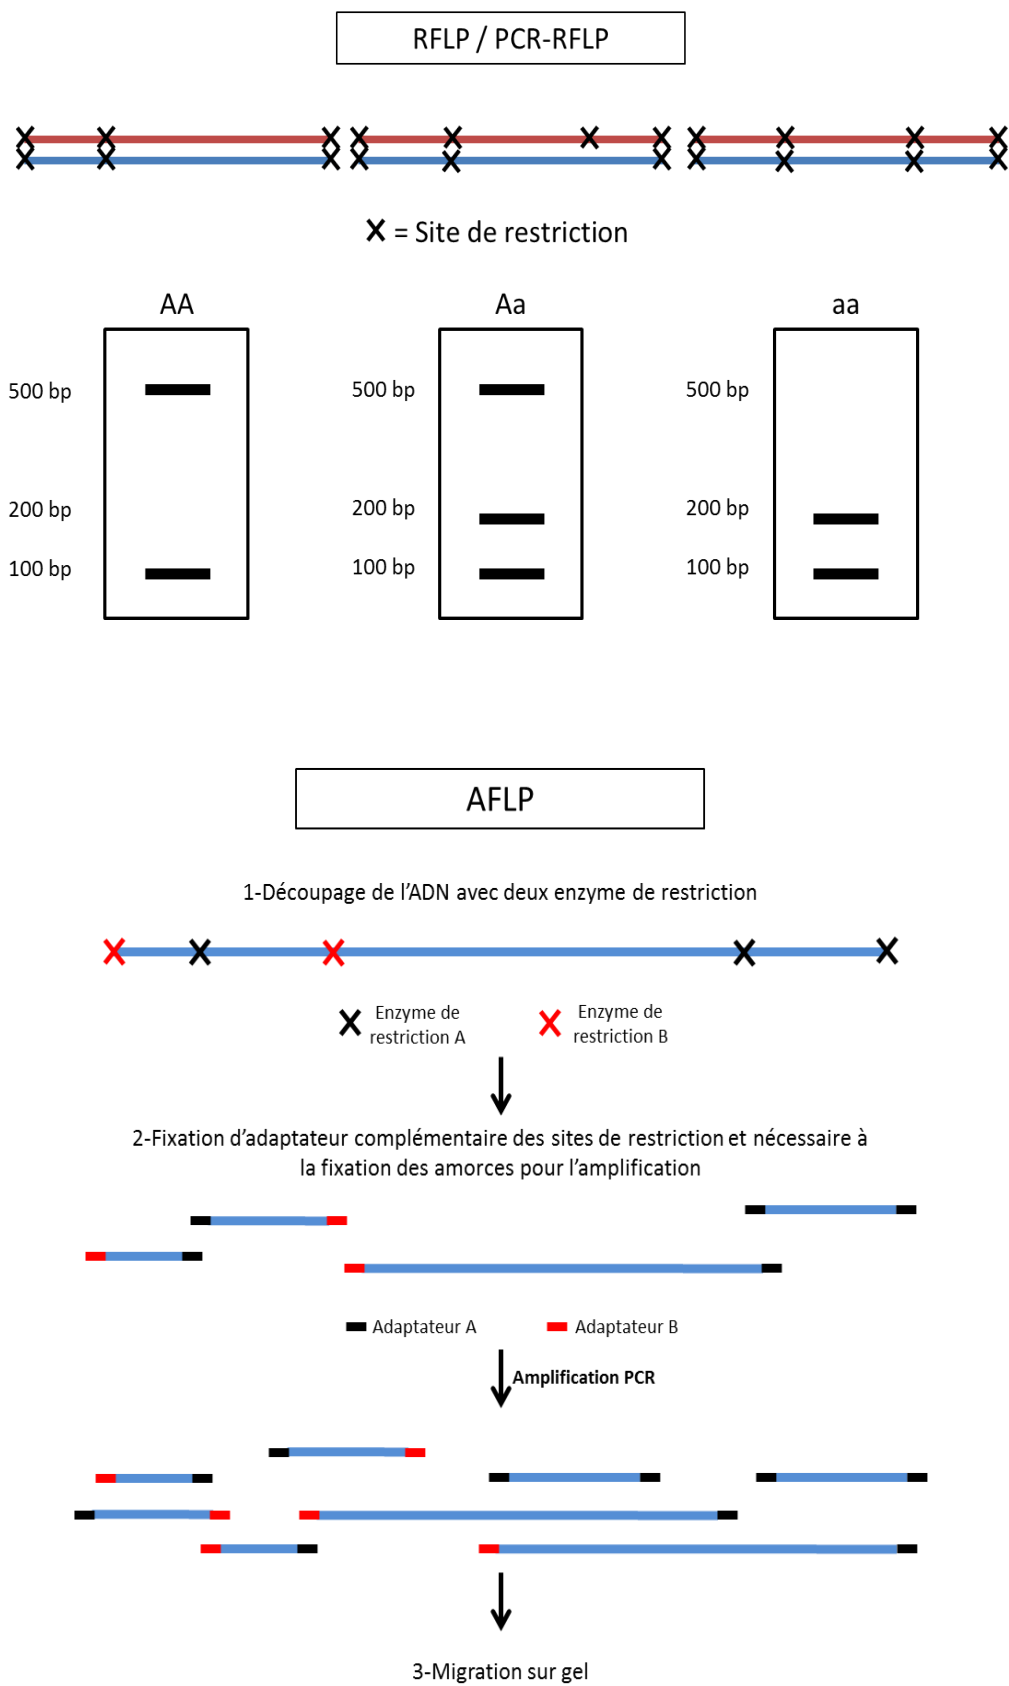 RFLP / PCR-RFLP
= Site de restriction
AA
Aa
aa
500 bp
500 bp
500 bp
200 bp
200 bp
200 bp
100 bp
100 bp
100 bp
AFLP
1-Découpage de l'ADN avec deux enzyme de restriction
Enzyme de
restriction A
Enzyme de
restriction B
2-Fixation d'adaptateur complémentaire des sites de restriction et nécessaire à
la fixation des amorces pour l'amplification
Adaptateur A
Adaptateur B
Amplification PCR
3-Migration sur gel